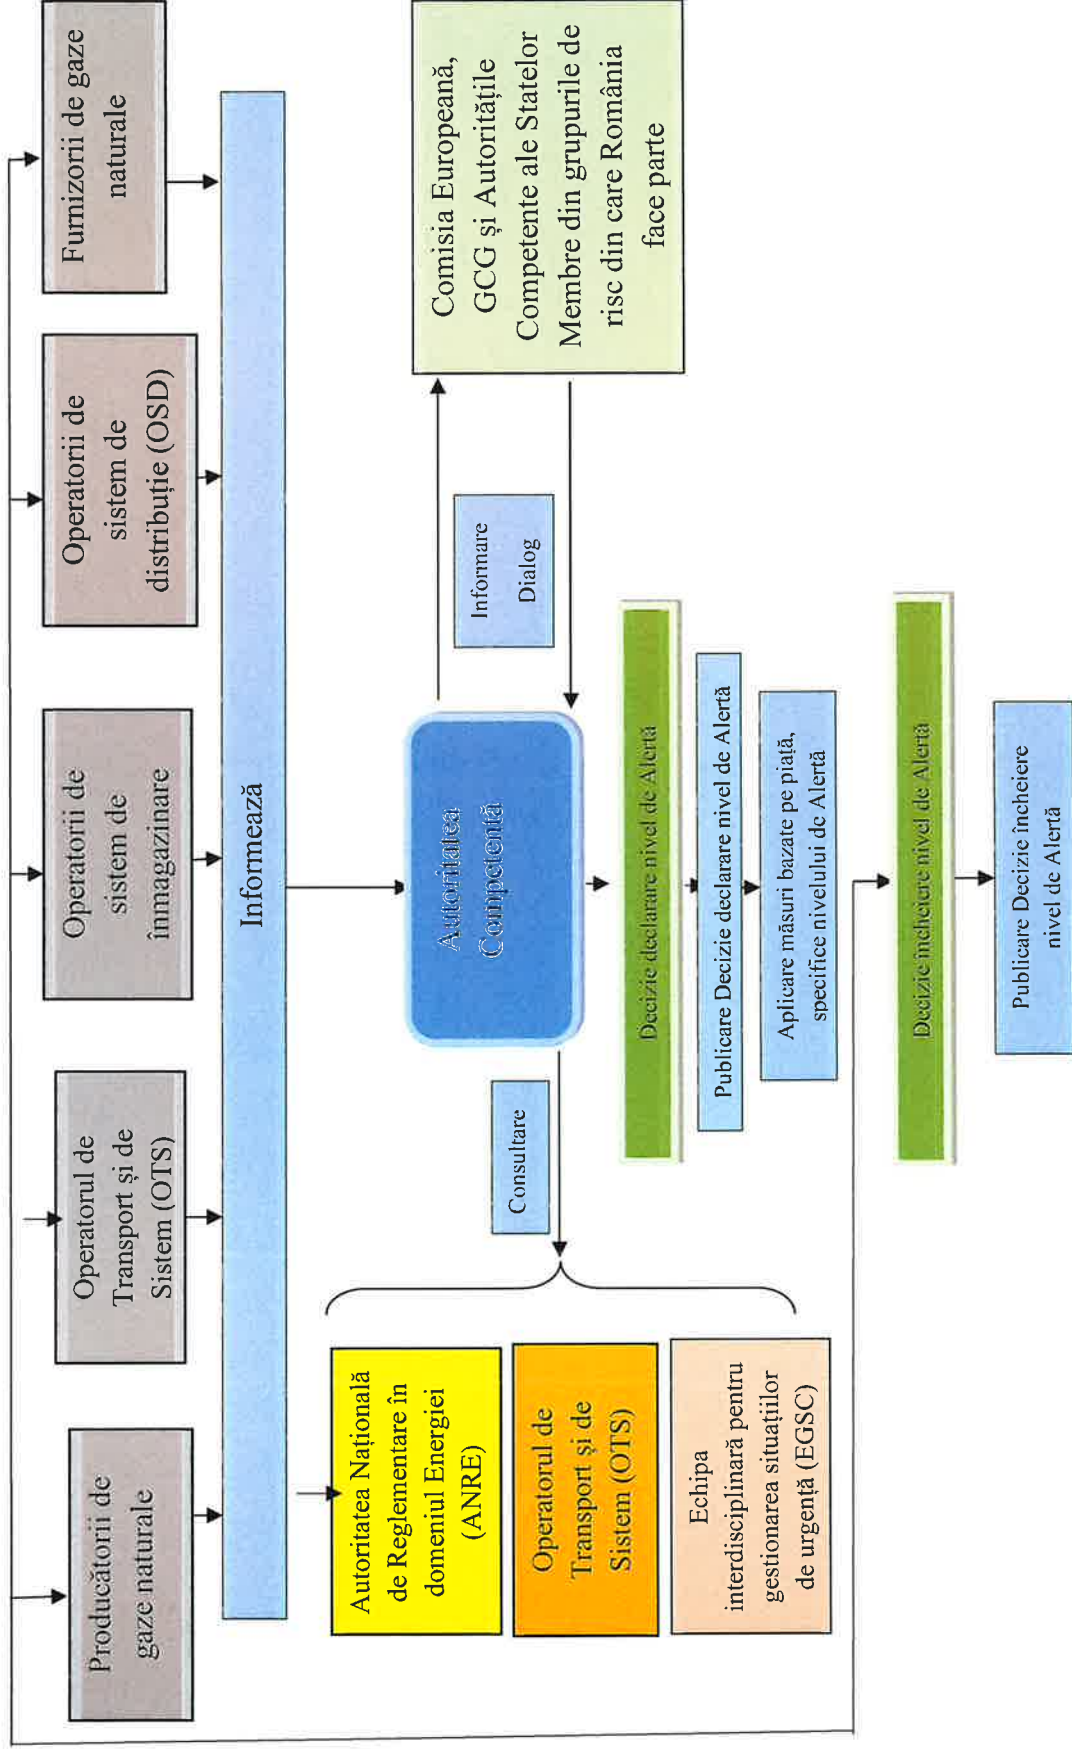 Producătorii de
gaze naturale
Operatorul de
Transport și de
Sistem (OTS)
Operatorii de
sistem de
înmagazinare
Operatorii de
sistem de
distribuție (OSD)
Furnizorii de gaze
naturale
Informează
Autoritatea Națională
de Reglementare în
domeniul Energiei
(ANRE)
Operatorul de
Transport și de
Sistem (OTS)
Echipa
interdisciplinară pentru
gestionarea situațiilor
de urgență (EGSC)
Consultare
Autoritatea
Competentă
Informare
Dialog
Comisia Europeană,
GCG și Autoritățile
Competente ale Statelor
Membre din grupurile de
risc din care România
face parte
Decizie declarare nivel de Alertă
Publicare Decizie declarare nivel de Alertă
Aplicare măsuri bazate pe piață,
specifice nivelului de Alertă
Decizie încheiere nivel de Alertă
Publicare Decizie încheiere
nivel de Alertă